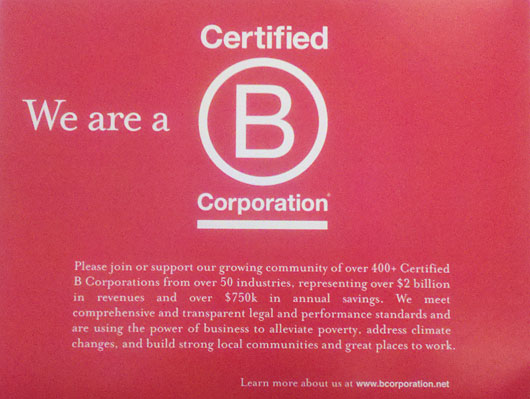 Certified
We are a
B
Corporation®
Please join or support our growing community of over 400+ Certified
B Corporations from over 50 industries, representing over $2 billion
in revenues and over $750k in annual savings. We meet
comprehensive and transparent legal and performance standards and
are using the power of business to alleviate poverty, address climate
changes, and build strong local communities and great places to work.
Learn more about us at www.bcorporation.net